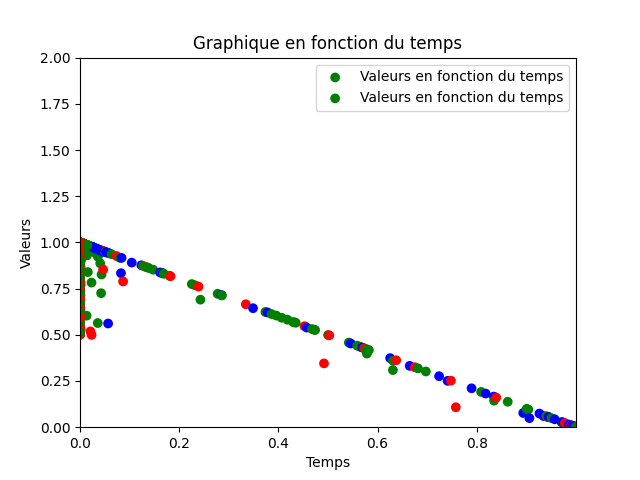 Graphique en fonction du temps
Valeurs en fonction du temps
Valeurs en fonction du temps
2.00
1.75
1.50
1.25
1.00
0.75
0.50
0.25
0.00
Valeurs
0.0 0.2 0.4 0.6 0.8
Temps